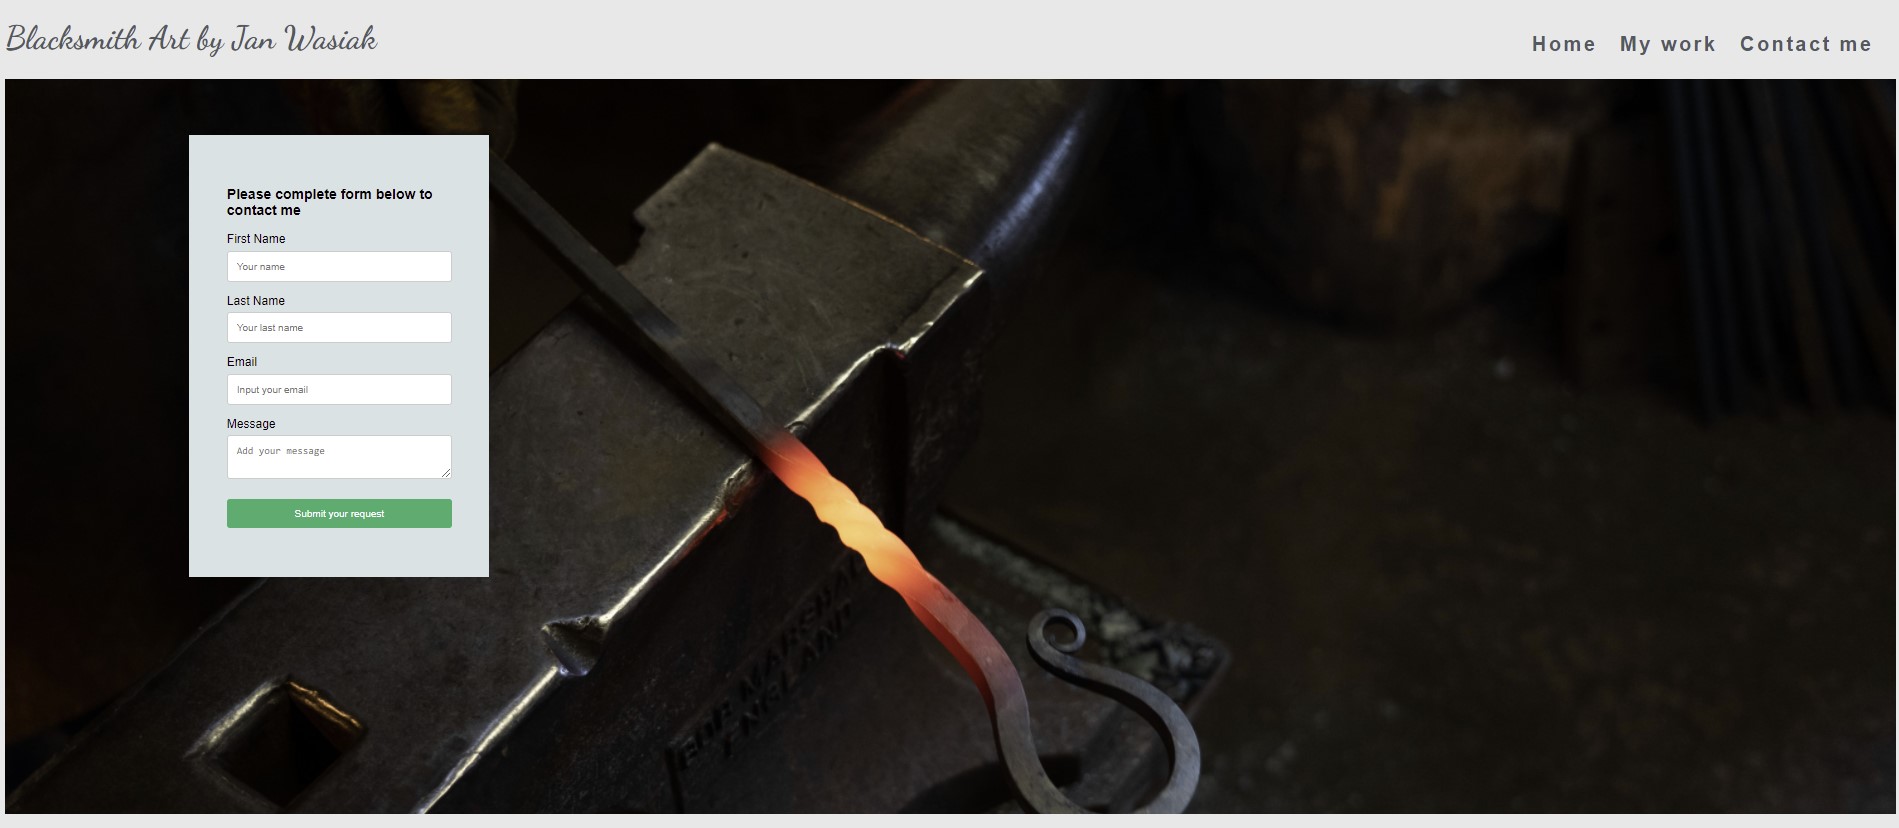 Blacksmith Art by Jan Wasiak
Home My work Contact me
Please complete form below to
contact me
First Name
Your name
Last Name
Your last name
Email
Input your email
Message
Add your message
Submit your request
ENGLAND